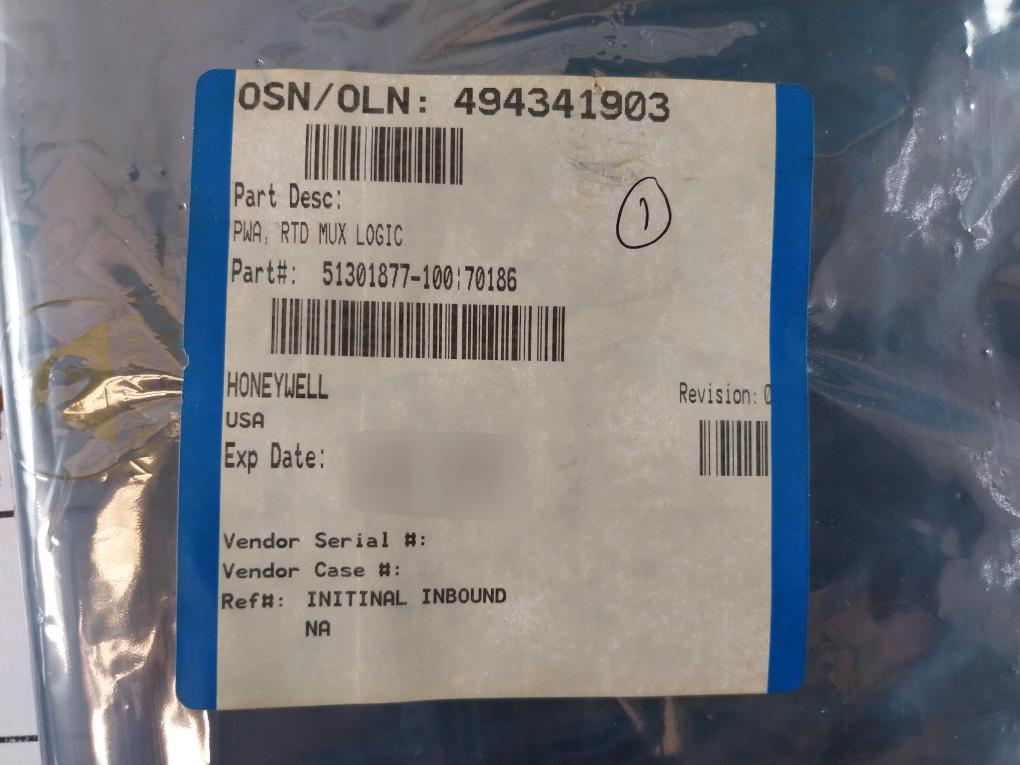 OSN/OLN: 494341903
Part Desc:
PWA, RTD MUX LOGIC
1
Part#: 51301877-100¦70186
HONEYWELL
Revision: 0
USA
Exp Date:
Vendor Serial #:
Vendor Case #:
Ref#: INITINAL INBOUND
NA